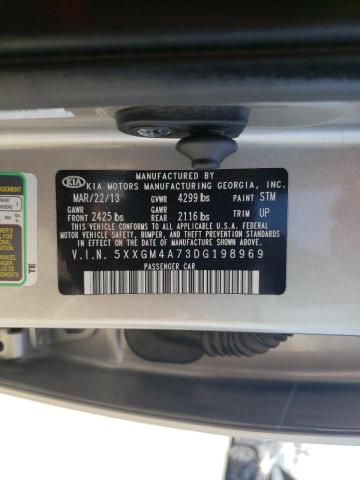 MANUFACTURED BY
KIA KIA MOTORS MANUFACTURING GEORGIA, INC.
MAR/22/13 GVWR 4299 lbs PAINT STM
GAWR FRONT 2425 lbs GAWR REAR 2116 lbs TRIM UP
THIS VEHICLE CONFORMS TO ALL APPLICABLE U.S. FEDERAL
MOTOR VEHICLE SAFETY, BUMPER, AND THEFT PREVENTION STANDARDS
IN EFFECT ON THE DATE OF MANUFACTURE SHOWN ABOVE.
V.I.N. 5XXGM4A73DG198969
PASSENGER CAR
TE